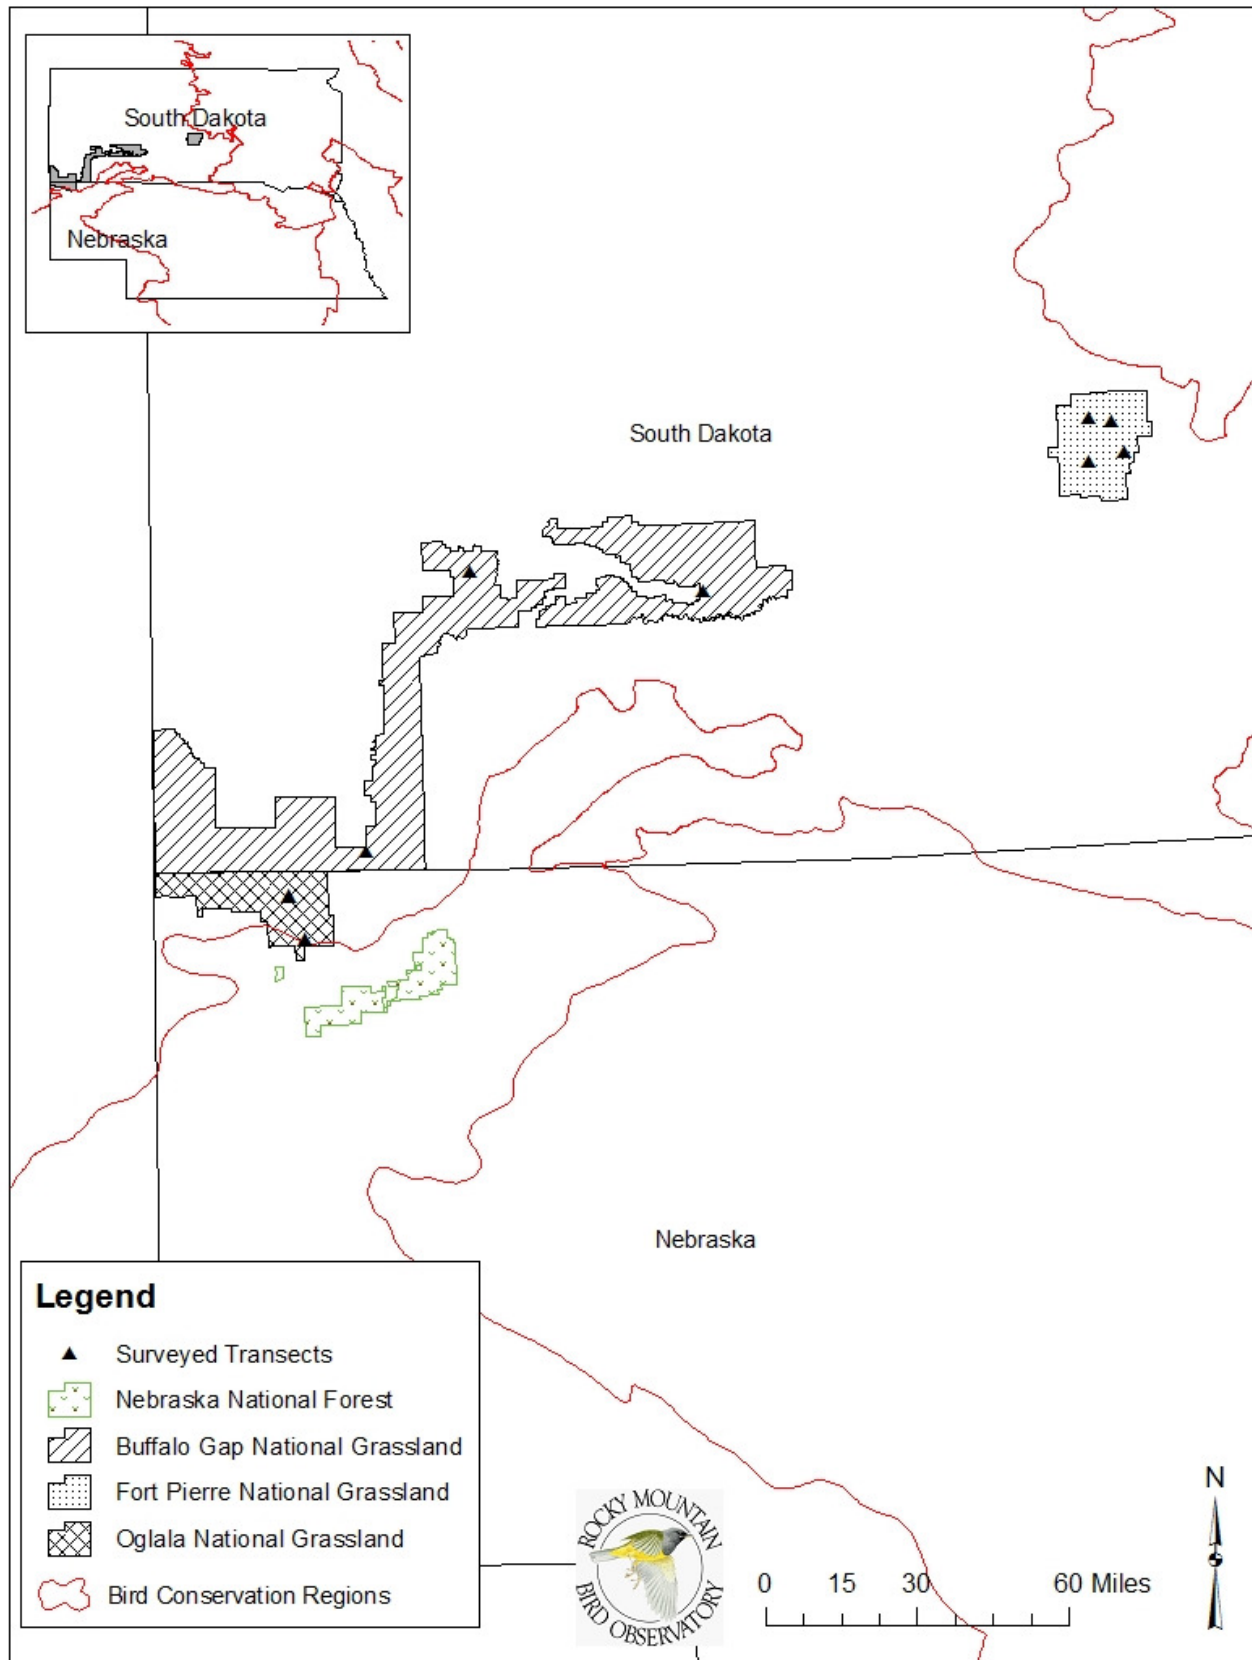 South Dakota
Nebraska
South Dakota
Nebraska
Legend
Surveyed Transects
Nebraska National Forest
Buffalo Gap National Grassland
Fort Pierre National Grassland
Oglala National Grassland
Bird Conservation Regions
ROCKY MOUNTAIN
BIRD OBSERVATORY
N
0 15 30 60 Miles